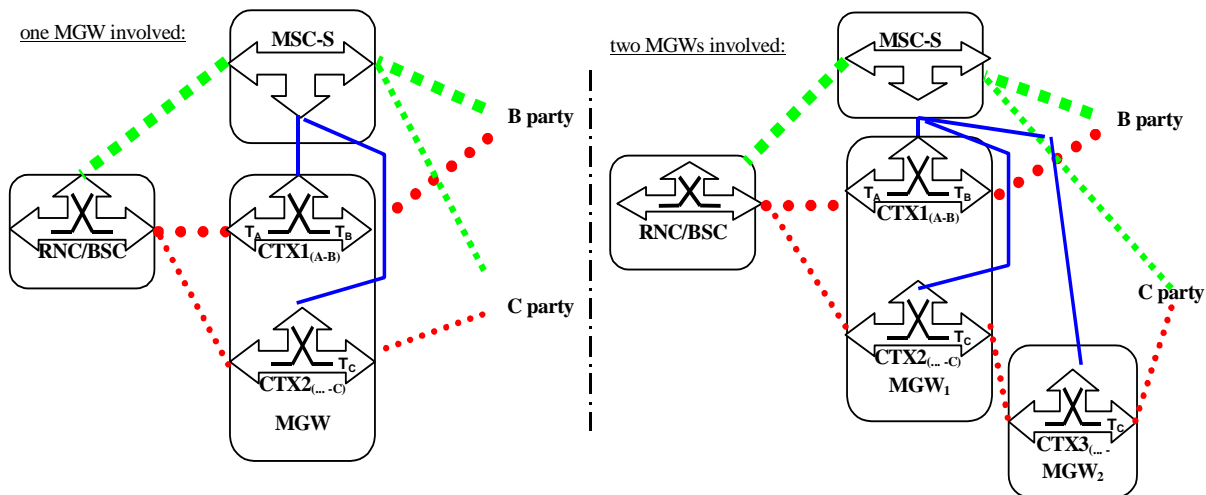 one MGW involved:
MSC-S
B party
RNC/BSC
TA
TB
CTX1(A-B)
C party
TC
CTX2(... -C)
MGW
two MGWs involved:
MSC-S
B party
RNC/BSC
TA
TB
CTX1(A-B)
C party
TC
CTX2(... -C)
MGW1
TC
CTX3(... -
MGW2